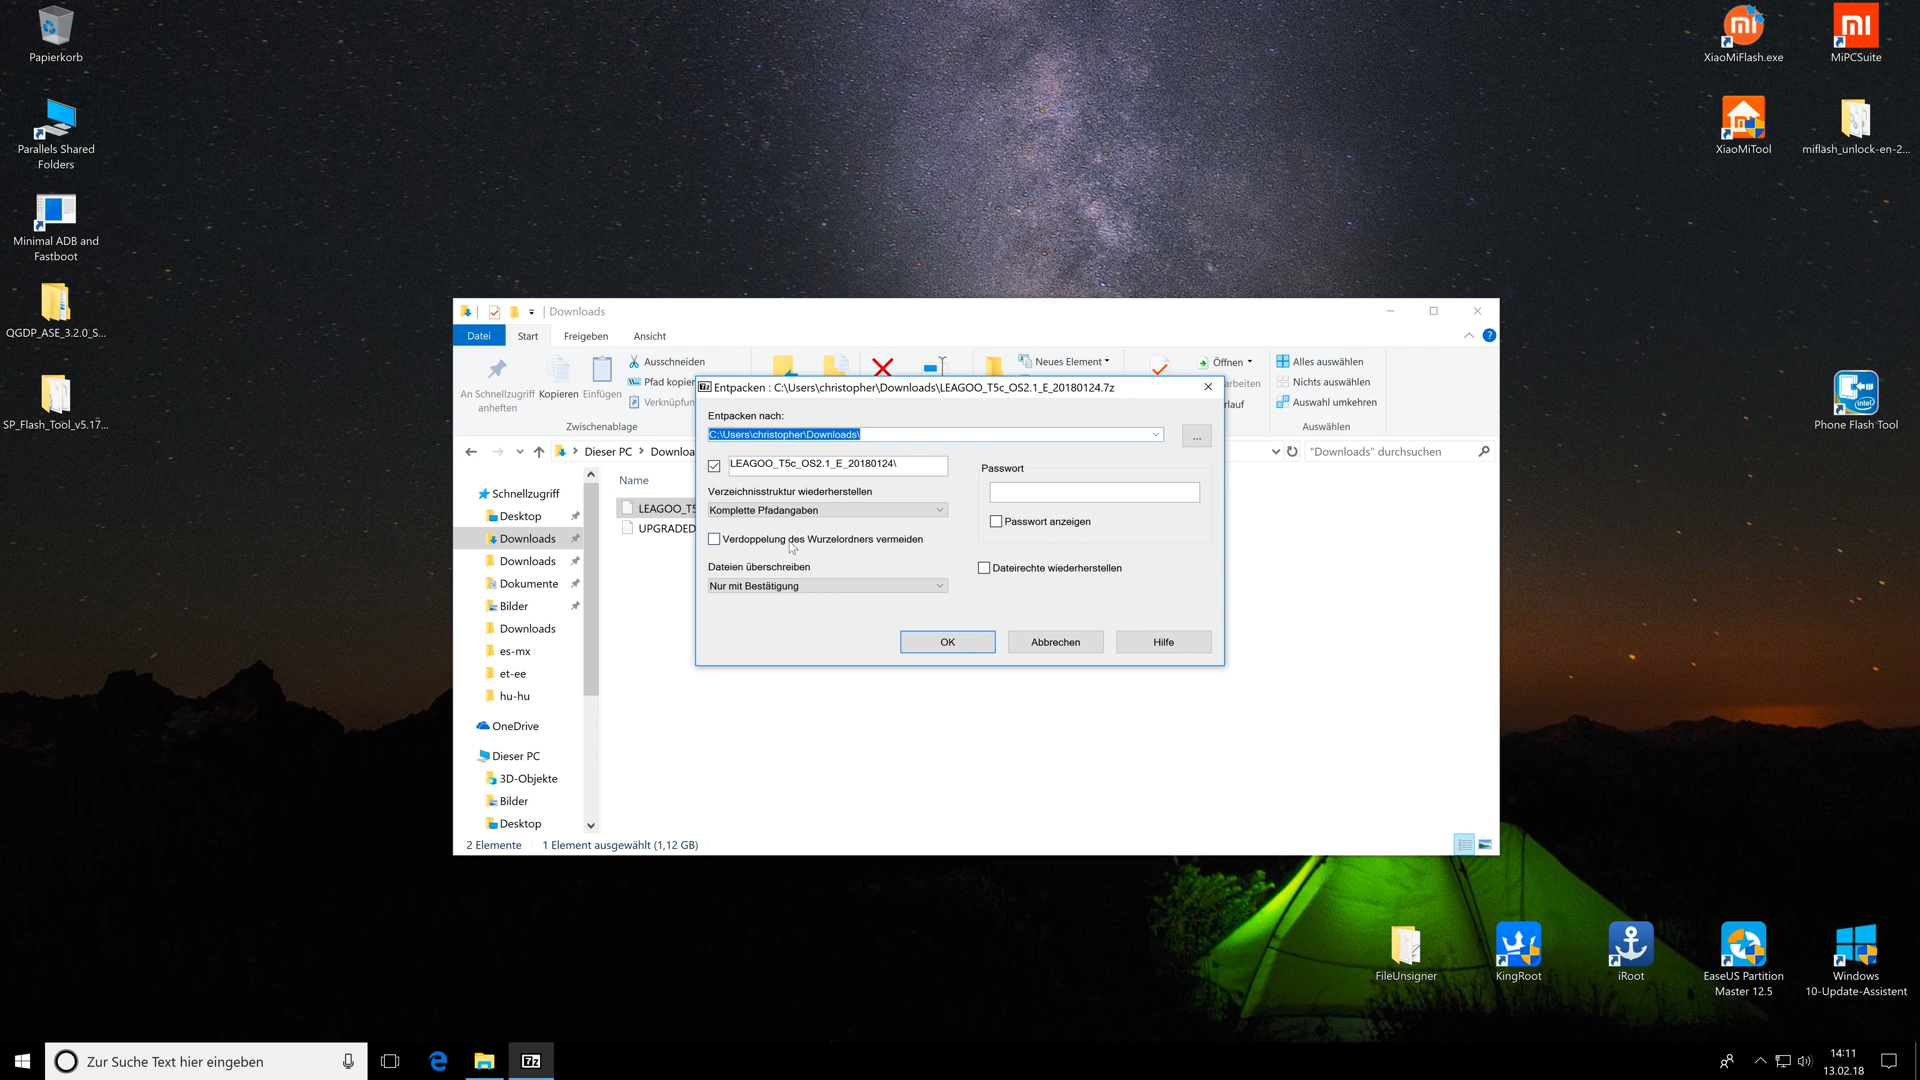 Papierkorb
Parallels Shared
Folders
Minimal ADB and
Fastboot
QGDP_ASE_3.2.0_S...
SP_Flash_Tool_v5.17...
XiaoMiFlash.exe
MiPCSuite
XiaoMiTool
miflash_unlock-en-2...
Phone Flash Tool
FileUnsigner
KingRoot
iRoot
EaseUS Partition
Master 12.5
Windows
10-Update-Assistent
Downloads
Datei
Start
Freigeben
Ansicht
An Schnellzugriff
anheften
Kopieren
Einfügen
Ausschneiden
Pfad kopier
Verknüpfun
Zwischenablage
Neues Element
Öffnen
arbeiten
rlauf
Alles auswählen
Nichts auswählen
Auswahl umkehren
Auswählen
Dieser PC
Downloa
"Downloads" durchsuchen
Name
LEAGOO_T5
UPGRADED
Schnellzugriff
Desktop
Downloads
Downloads
Dokumente
Bilder
Downloads
es-mx
et-ee
hu-hu
OneDrive
Dieser PC
3D-Objekte
Bilder
Desktop
2 Elemente
1 Element ausgewählt (1,12 GB)
Entpacken : C:\Users\christopher\Downloads\LEAGOO_T5c_OS2.1_E_20180124.7z
Entpacken nach:
C:\Users\christopher\Downloads\
...
LEAGOO_T5c_OS2.1_E_20180124\
Verzeichnisstruktur wiederherstellen
Komplette Pfadangaben
Verdoppelung des Wurzelordners vermeiden
Dateien überschreiben
Nur mit Bestätigung
Passwort
Passwort anzeigen
Dateirechte wiederherstellen
OK
Abbrechen
Hilfe
Zur Suche Text hier eingeben
14:11
13.02.18